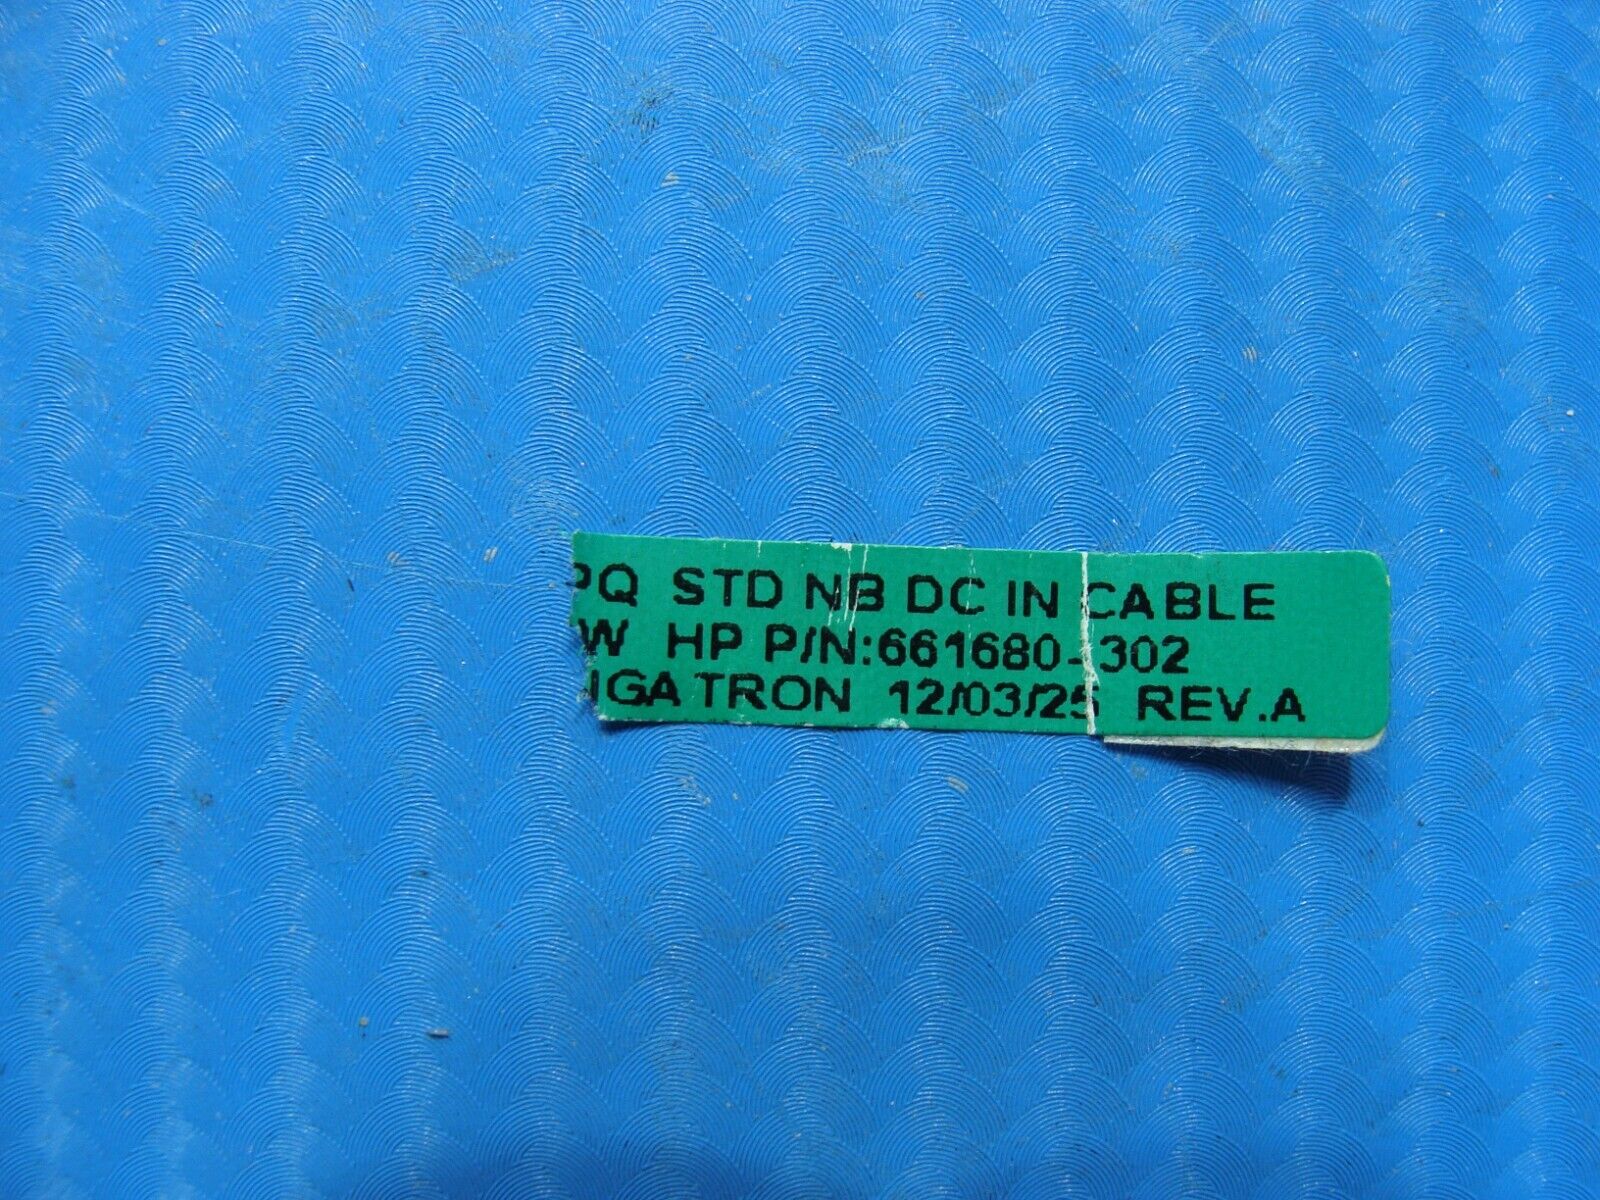 PQ STD NB DC IN CABLE
W HP P/N:661680-302
IGATRON 12/03/25 REV.A